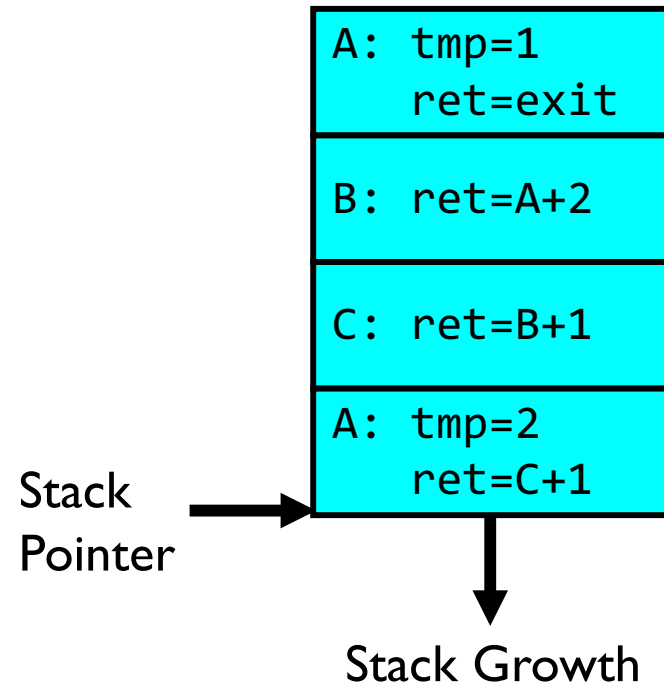 A: tmp=1
ret=exit
B: ret=A+2
C: ret=B+1
A: tmp=2
ret=C+1
Stack
Pointer
Stack Growth